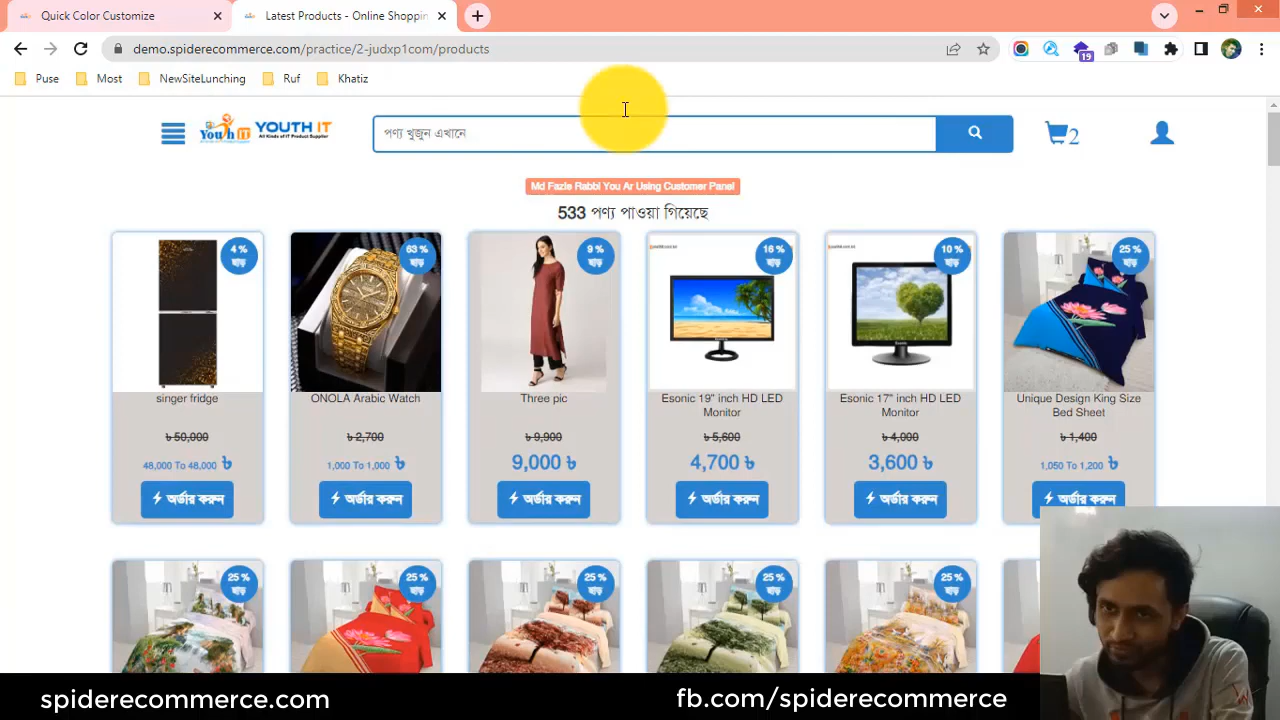 Quick Color Customize
Latest Products - Online Shoppin
demo.spiderecommerce.com/practice/2-judxp1com/products
19
Puse Most NewSiteLunching Ruf Khatiz
Youth IT YOUTH IT
All Kinds of IT Product Supplier
পণ্য খুজুন এখানে
2
Md Fazle Rabbi You Ar Using Customer Panel
533 পণ্য পাওয়া গিয়েছে
4 % 63 % 9 % 16 % 10 % 25 %
ছাড় ছাড় ছাড় ছাড় ছাড় ছাড়
singer fridge ONOLA Arabic Watch Three pic Esonic 19" inch HD LED Esonic 17" inch HD LED Unique Design King Size
Monitor Monitor Bed Sheet
৳ 50,000 ৳ 2,700 ৳ 9,900 ৳ 5,600 ৳ 4,000 ৳ 1,400
48,000 To 48,000 ৳ 1,000 To 1,000 ৳ 9,000 ৳ 4,700 ৳ 3,600 ৳ 1,050 To 1,200 ৳
অর্ডার করুন অর্ডার করুন অর্ডার করুন অর্ডার করুন অর্ডার করুন অর্ডার করুন
25 % 25 % 25 % 25 % 25 %
ছাড় ছাড় ছাড় ছাড় ছাড়
spiderecommerce.com fb.com/spiderecommerce